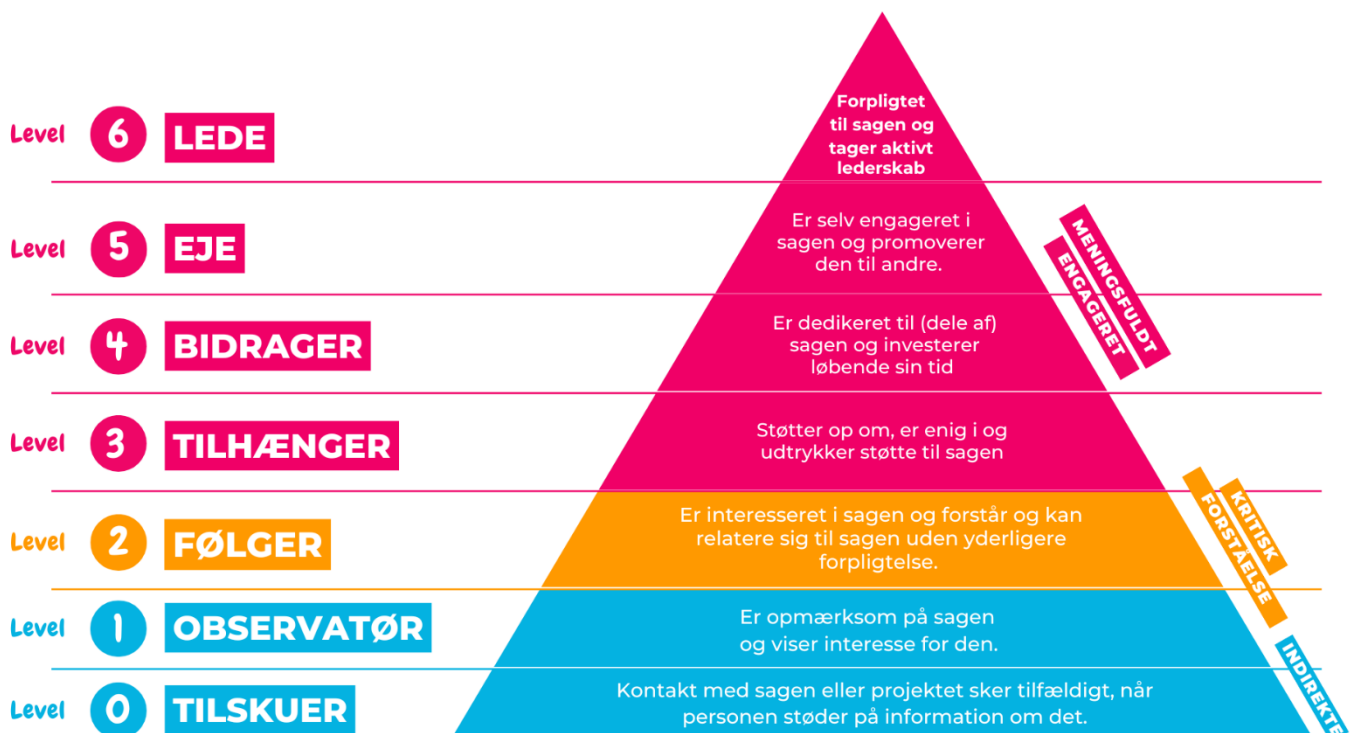 Level 6 LEDE
Forpligtet
til sagen og
tager aktivt
lederskab
Level 5 EJE
Er selv engageret i
sagen og promoverer
den til andre.
MENINGSFULDT
ENGAGERET
Level 4 BIDRAGER
Er dedikeret til (dele af)
sagen og investerer
løbende sin tid
Level 3 TILHÆNGER
Støtter op om, er enig i og
udtrykker støtte til sagen
Level 2 FØLGER
Er interesseret i sagen og forstår og kan
relatere sig til sagen uden yderligere
forpligtelse.
KRITISK
FORSTÅELSE
Level 1 OBSERVATØR
Er opmærksom på sagen
og viser interesse for den.
Level 0 TILSKUER
Kontakt med sagen eller projektet sker tilfældigt, når
personen støder på information om det.
INDIREKTE